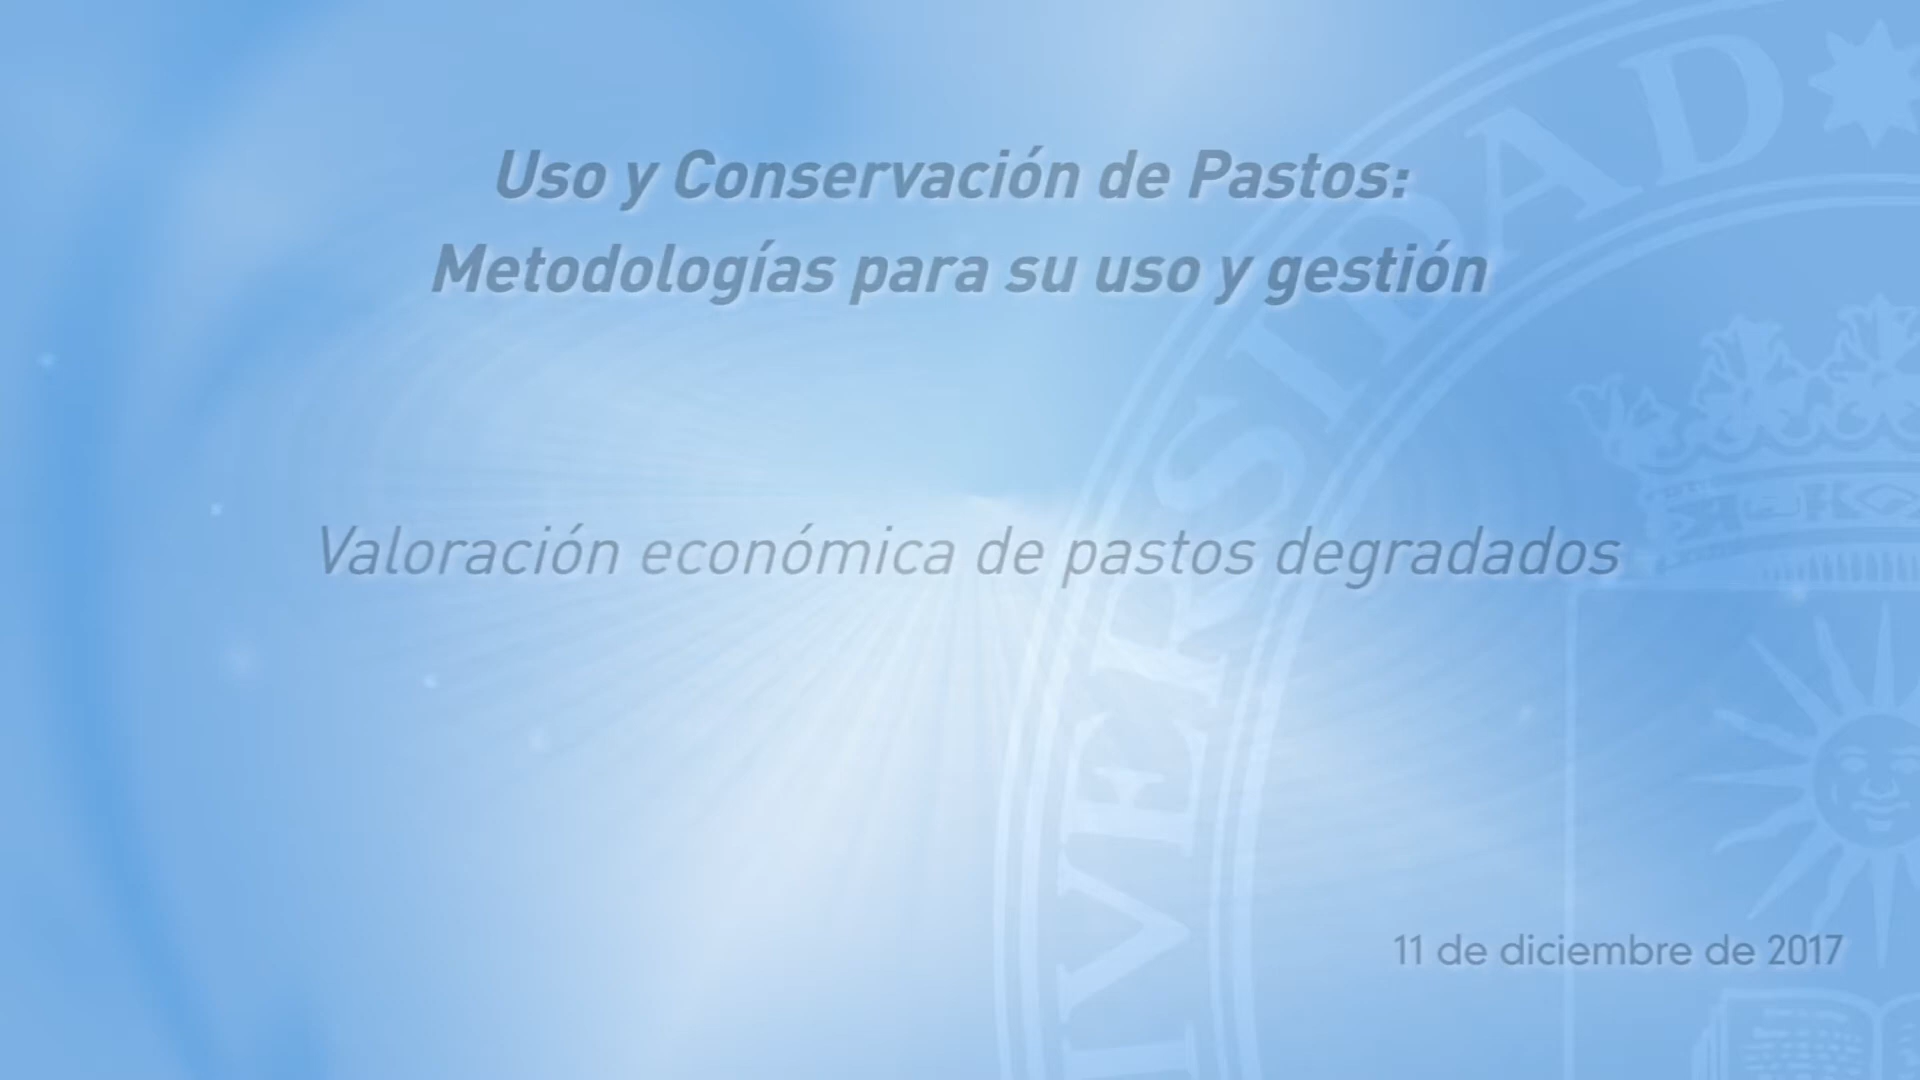 Uso y Conservación de Pastos:
Metodologías para su uso y gestión
Valoración económica de pastos degradados
11 de diciembre de 2017
IVERSIDAD